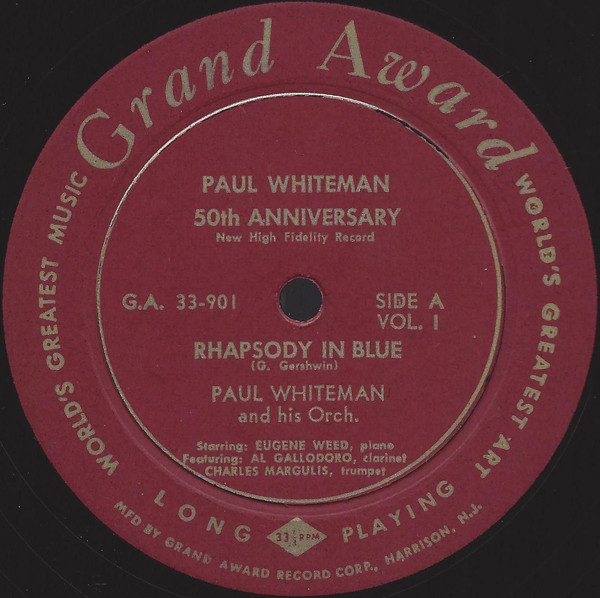 Grand Award
WORLD'S GREATEST MUSIC
WORLD'S GREATEST ART
PAUL WHITEMAN
50th ANNIVERSARY
New High Fidelity Record
G.A. 33-901
SIDE A
VOL. I
RHAPSODY IN BLUE
(G. Gershwin)
PAUL WHITEMAN
and his Orch.
Starring: EUGENE WEED, piano
Featuring: AL GALLODORO, clarinet
CHARLES MARGULIS, trumpet
LONG PLAYING
33⅓ RPM
MFD BY GRAND AWARD RECORD CORP., HARRISON, N.J.